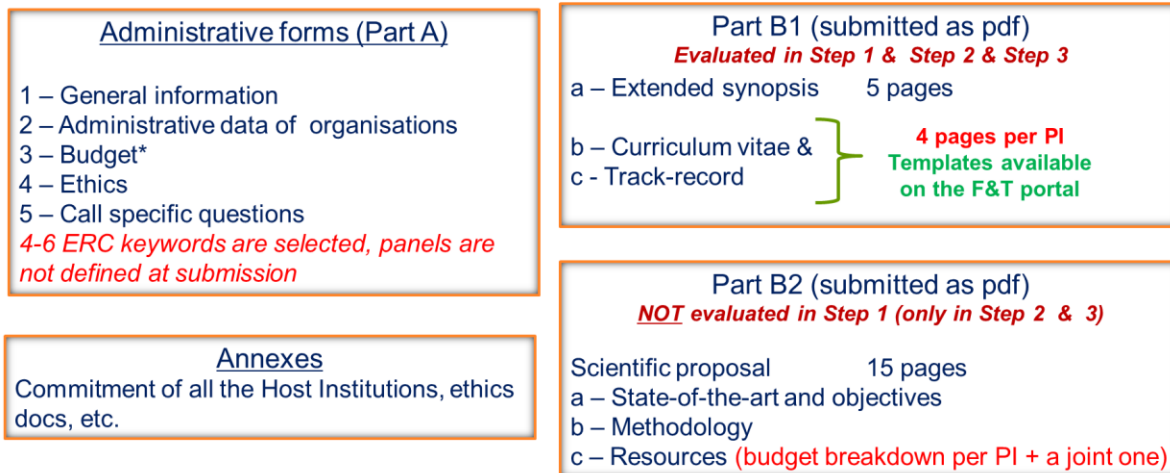 Administrative forms (Part A)
1 – General information
2 – Administrative data of organisations
3 – Budget*
4 – Ethics
5 – Call specific questions
4-6 ERC keywords are selected, panels are
not defined at submission
Annexes
Commitment of all the Host Institutions, ethics
docs, etc.
Part B1 (submitted as pdf)
Evaluated in Step 1 & Step 2 & Step 3
a – Extended synopsis 5 pages
b – Curriculum vitae &
c - Track-record
4 pages per PI
Templates available
on the F&T portal
Part B2 (submitted as pdf)
NOT evaluated in Step 1 (only in Step 2 & 3)
Scientific proposal 15 pages
a – State-of-the-art and objectives
b – Methodology
c – Resources (budget breakdown per PI + a joint one)